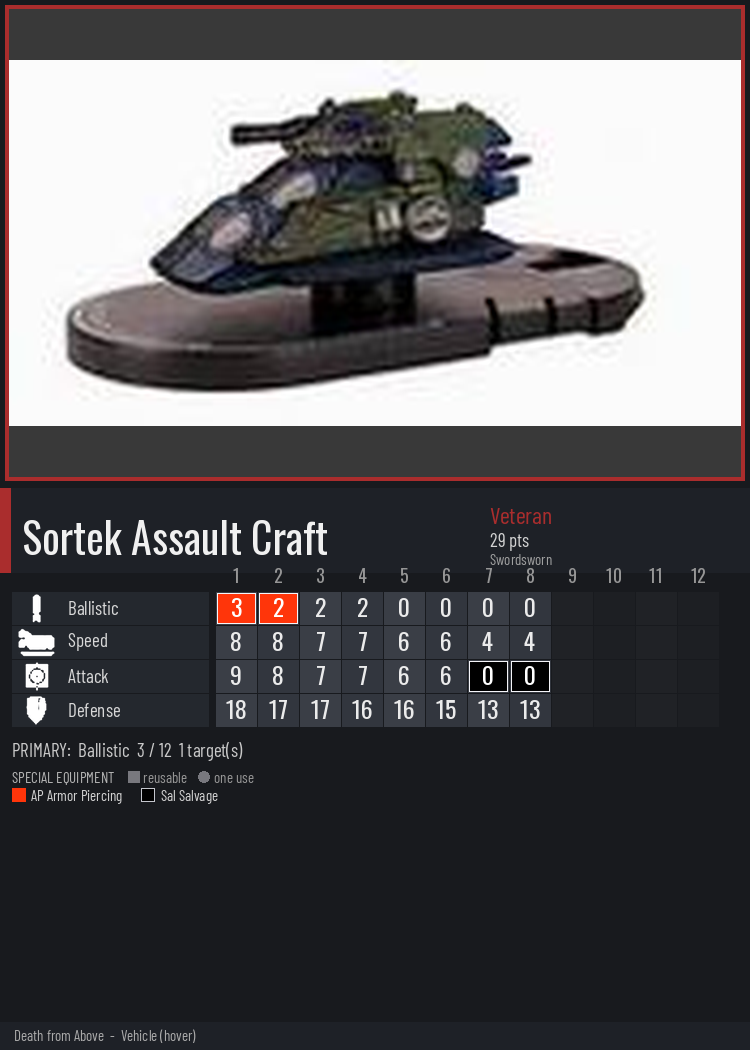 Sortek Assault Craft
Veteran
29 pts
Swordsworn
1 2 3 4 5 6 7 8 9 10 11 12
Ballistic 3 2 2 2 0 0 0 0
Speed 8 8 7 7 6 6 4 4
Attack 9 8 7 7 6 6 0 0
Defense 18 17 17 16 16 15 13 13
PRIMARY: Ballistic 3 / 12 1 target(s)
SPECIAL EQUIPMENT reusable one use
AP Armor Piercing Sal Salvage
Death from Above - Vehicle (hover)